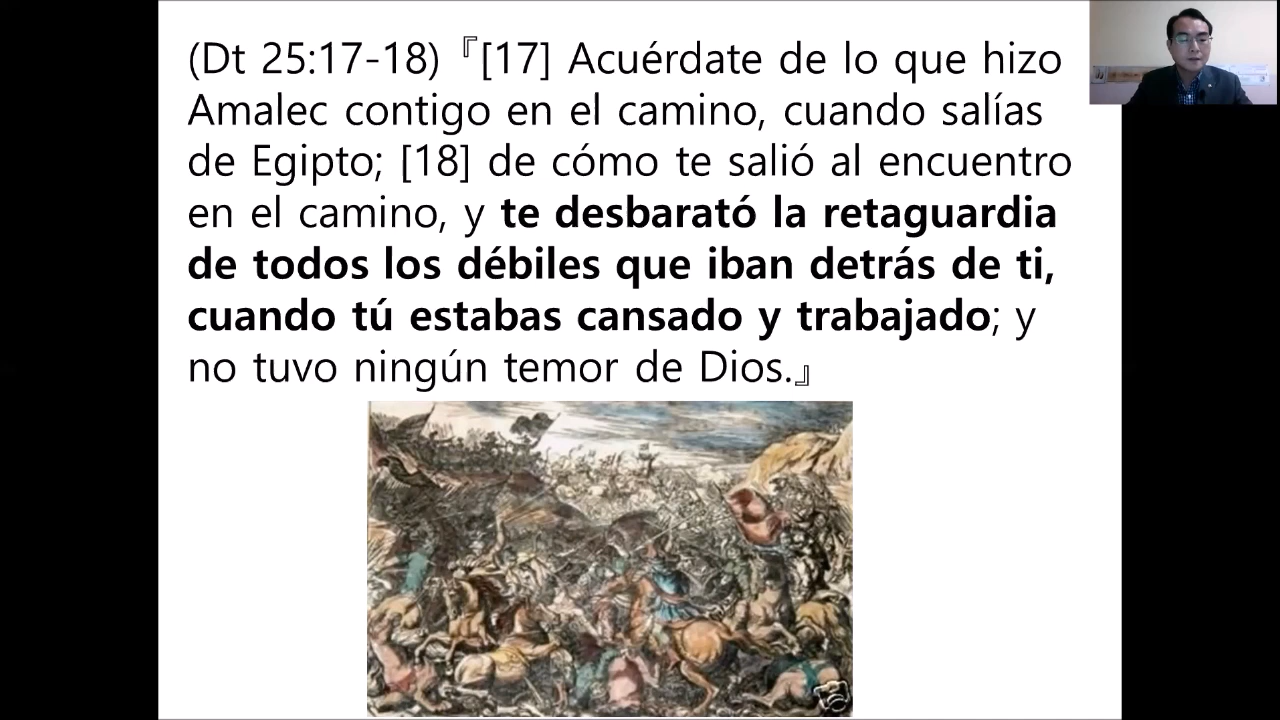 (Dt 25:17-18)『[17] Acuérdate de lo que hizo
Amalec contigo en el camino, cuando salías
de Egipto; [18] de cómo te salió al encuentro
en el camino, y te desbarató la retaguardia
de todos los débiles que iban detrás de ti,
cuando tú estabas cansado y trabajado; y
no tuvo ningún temor de Dios.』